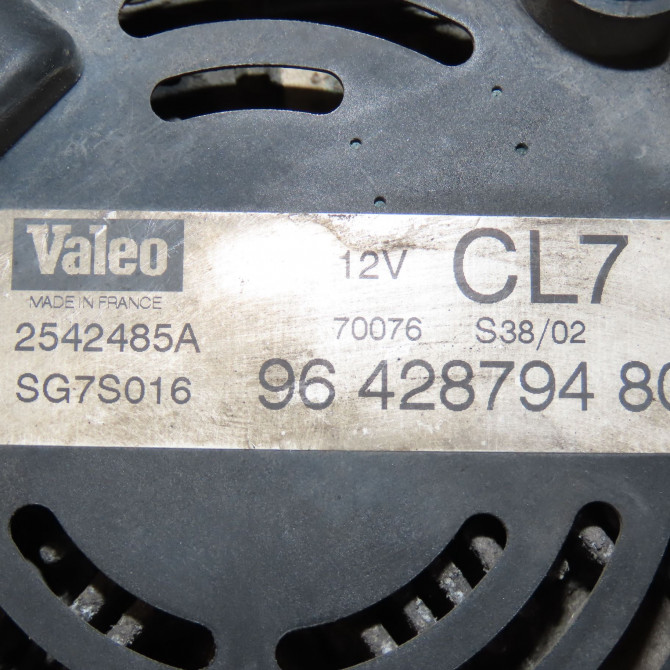 Valeo
MADE IN FRANCE
12V CL7
2542485A 70076 S38/02
SG7S016 96 428794 80